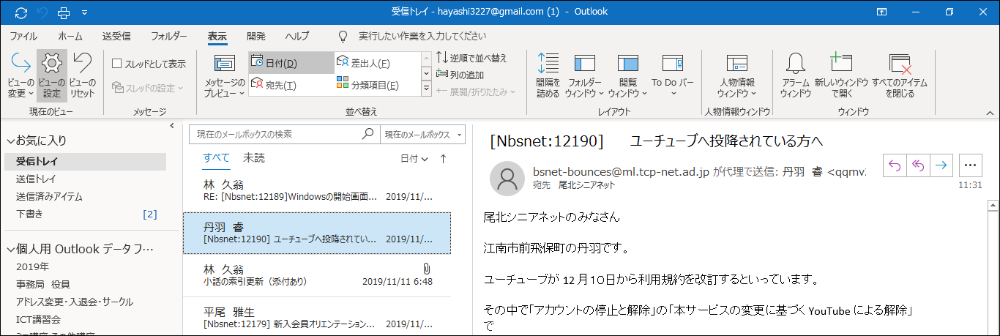 受信トレイ - hayashi3227@gmail.com (1) - Outlook
ファイル ホーム 送受信 フォルダー 表示 開発 ヘルプ 実行したい作業を入力してください
ビューの変更 ビューの設定 ビューのリセット
現在のビュー
スレッドとして表示
スレッドの設定
メッセージ
メッセージのプレビュー
日付(D) 差出人(F)
宛先(T) 分類項目(E)
逆順で並べ替え
列の追加
展開/折りたたみ
並べ替え
間隔を詰める フォルダーウィンドウ 閲覧ウィンドウ To Do バー
レイアウト
人物情報ウィンドウ
人物情報ウィンドウ
アラームウィンドウ 新しいウィンドウで開く すべてのアイテムを閉じる
ウィンドウ
お気に入り
受信トレイ
送信トレイ
送信済みアイテム
下書き [2]
個人用 Outlook データ フ…
2019年
事務局 役員
アドレス変更・入退会・サークル
ICT講習会
現在のメールボックスの検索 現在のメールボックス
すべて 未読 日付
林 久翁
RE: [Nbsnet:12189]Windowsの開始画面... 2019/11/...
丹羽 睿
[Nbsnet:12190] ユーチューブへ投降されてい... 2019/11/...
林 久翁
小話の索引更新（添付あり） 2019/11/11 6:48
平尾 雅生
[Nbsnet:12179] 新入会員オリエンテーション... 2019/11/...
[Nbsnet:12190] ユーチューブへ投降されている方へ
bsnet-bounces@ml.tcp-net.ad.jp が代理で送信: 丹羽 睿 <qqmv
宛先 尾北シニアネット
11:31
尾北シニアネットのみなさん
江南市前飛保町の丹羽です。
ユーチューブが 12 月１０日から利用規約を改訂するといっています。
その中で「アカウントの停止と解除」の「本サービスの変更に基づく YouTube による解除」
で